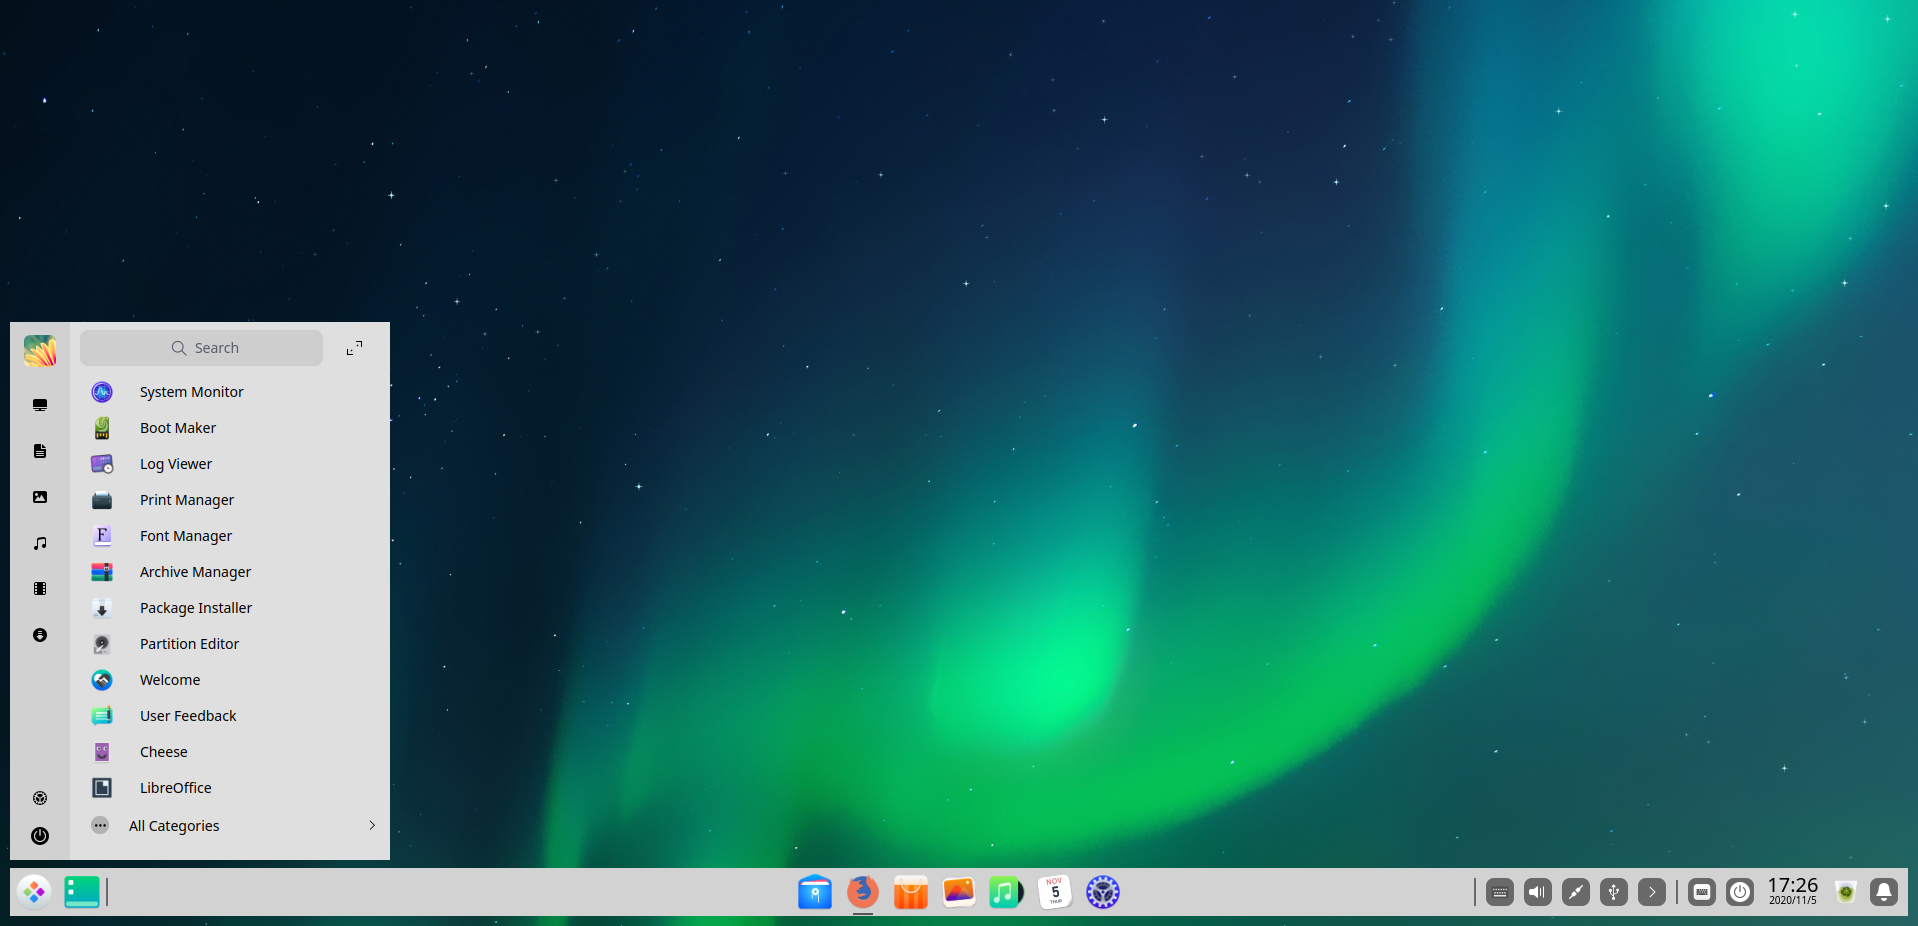 Search
System Monitor
Boot Maker
Log Viewer
Print Manager
F
Font Manager
Archive Manager
Package Installer
Partition Editor
Welcome
User Feedback
Cheese
LibreOffice
All Categories
NOV
5
THUR
17:26
2020/11/5